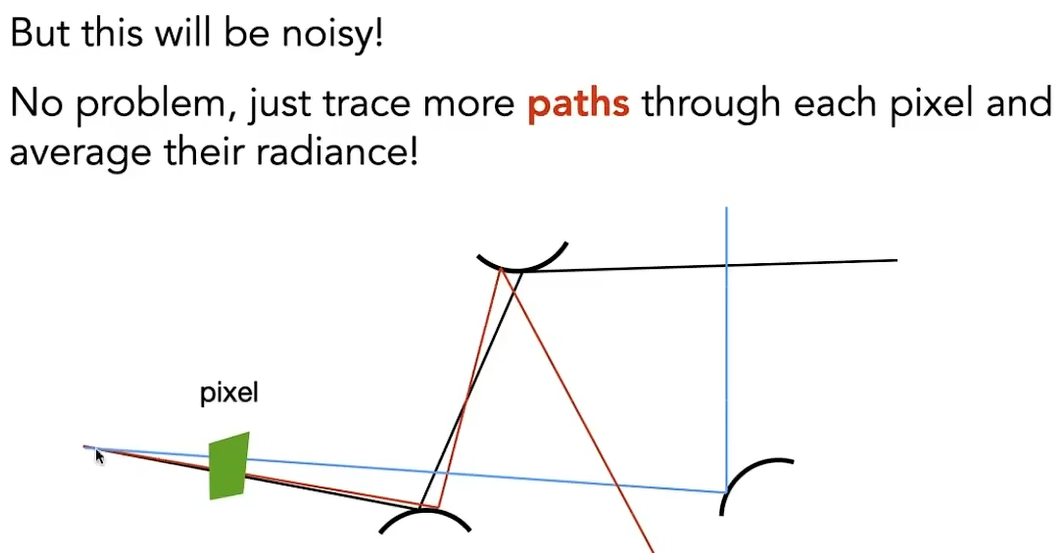 But this will be noisy!
No problem, just trace more paths through each pixel and
average their radiance!
pixel